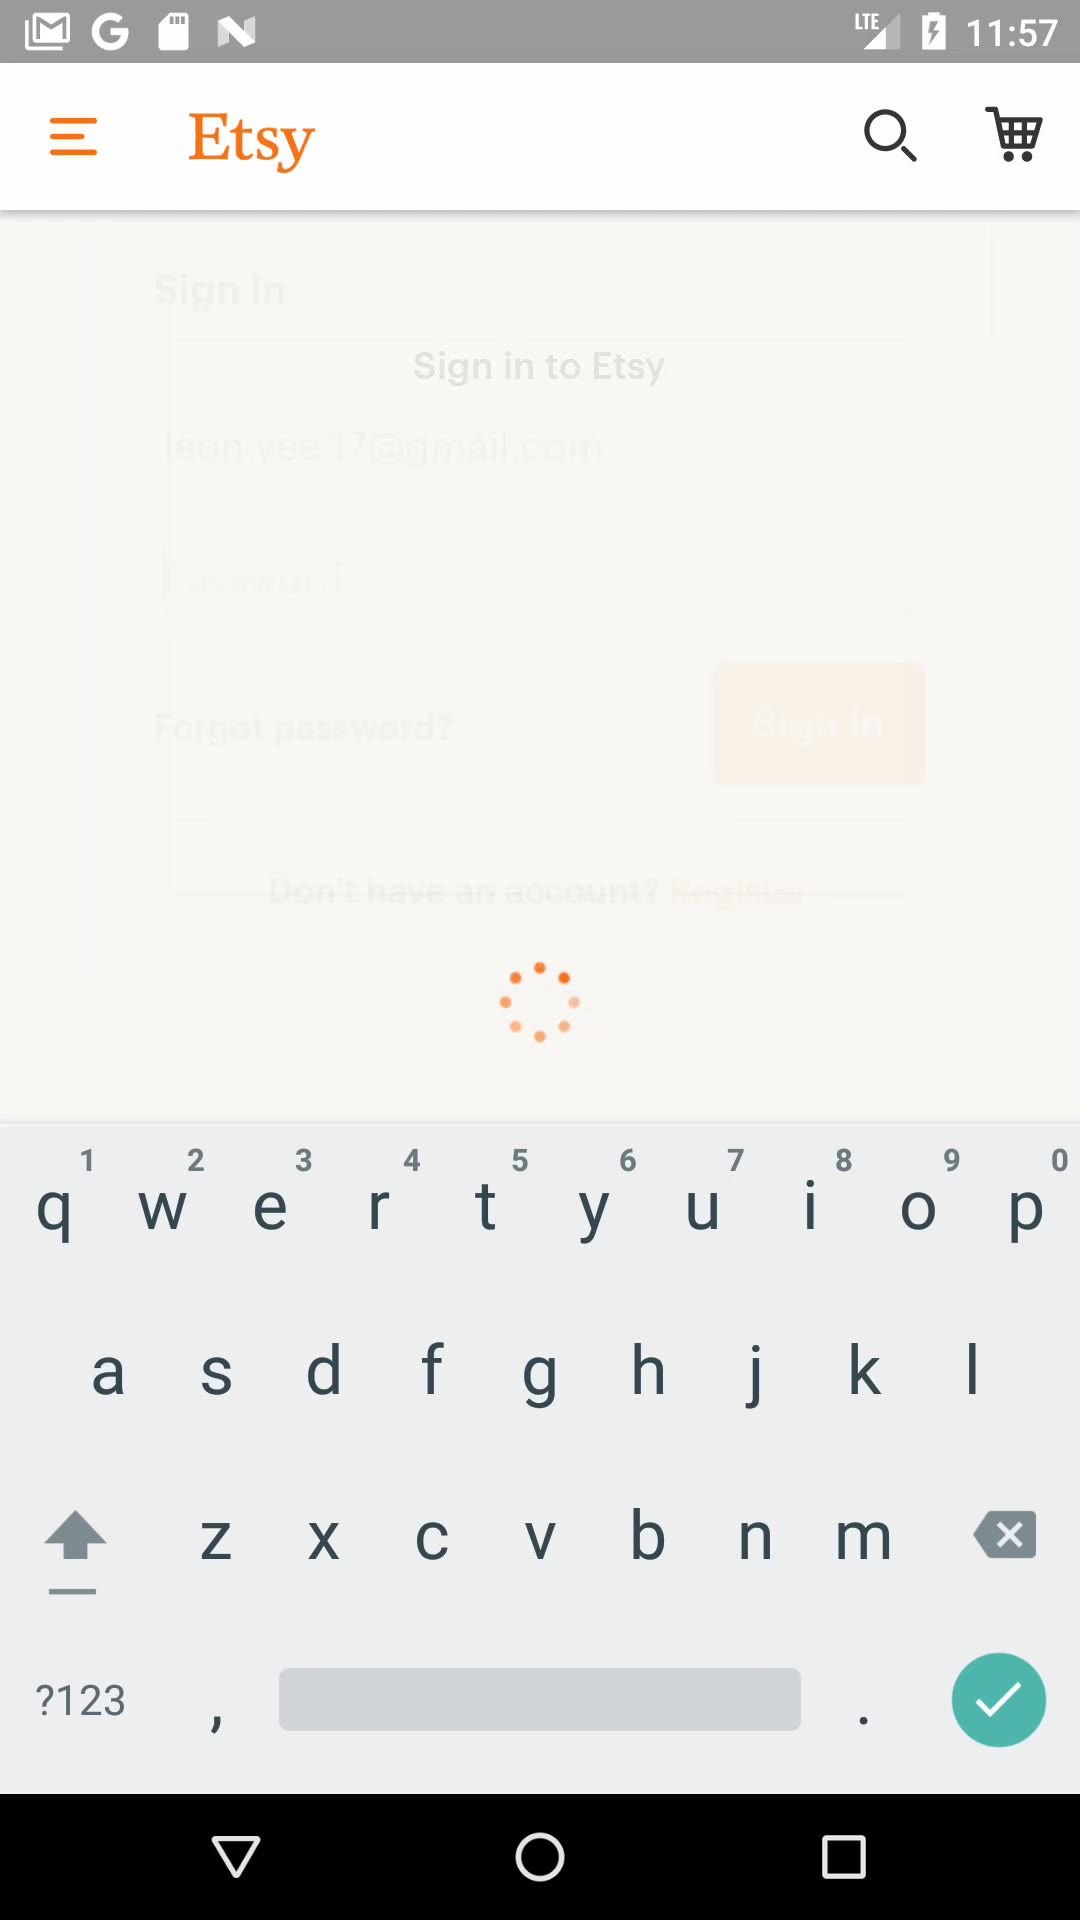 LTE 11:57
Etsy
Sign In
Sign in to Etsy
leon.yee.17@gmail.com
Password
Forgot password?
Sign In
Don't have an account? Register
1 2 3 4 5 6 7 8 9 0
q w e r t y u i o p
a s d f g h j k l
z x c v b n m
?123 , .